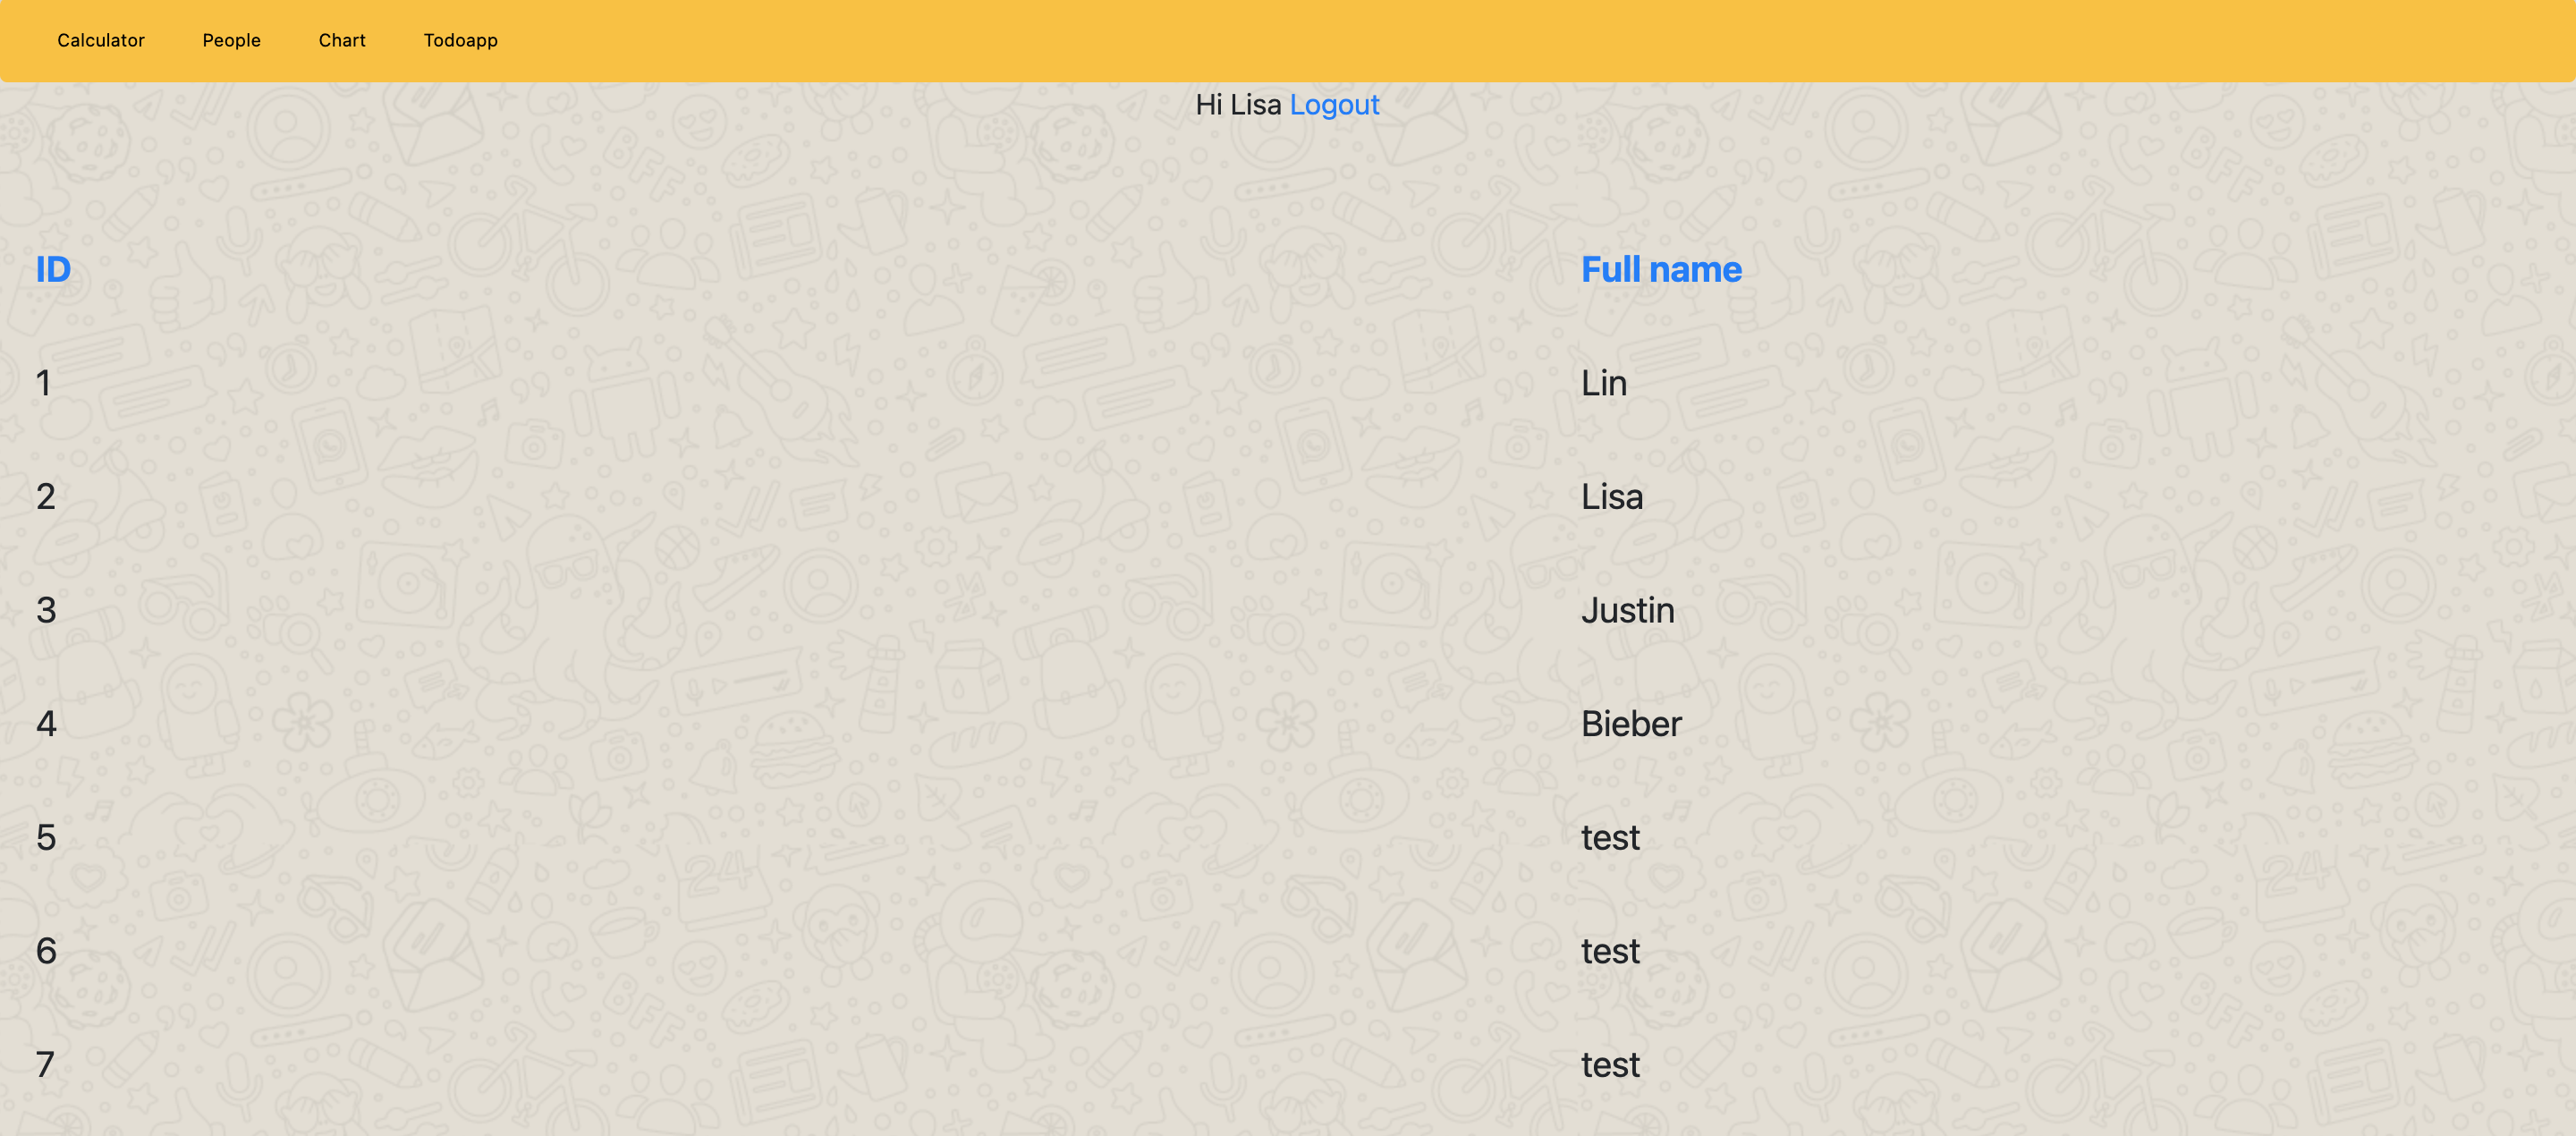 Calculator People Chart Todoapp
Hi Lisa Logout
ID Full name
1 Lin
2 Lisa
3 Justin
4 Bieber
5 test
6 test
7 test